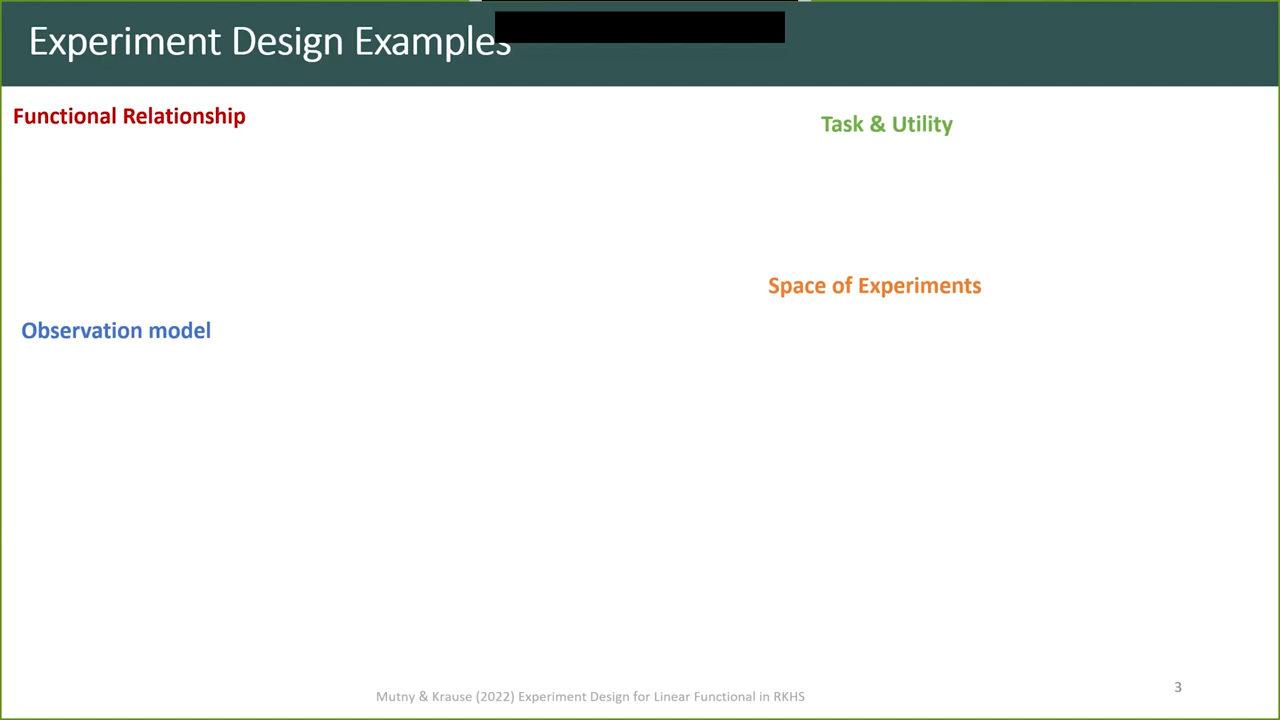 Experiment Design Examples
Functional Relationship
Task & Utility
Space of Experiments
Observation model
Mutny & Krause (2022) Experiment Design for Linear Functional in RKHS
3